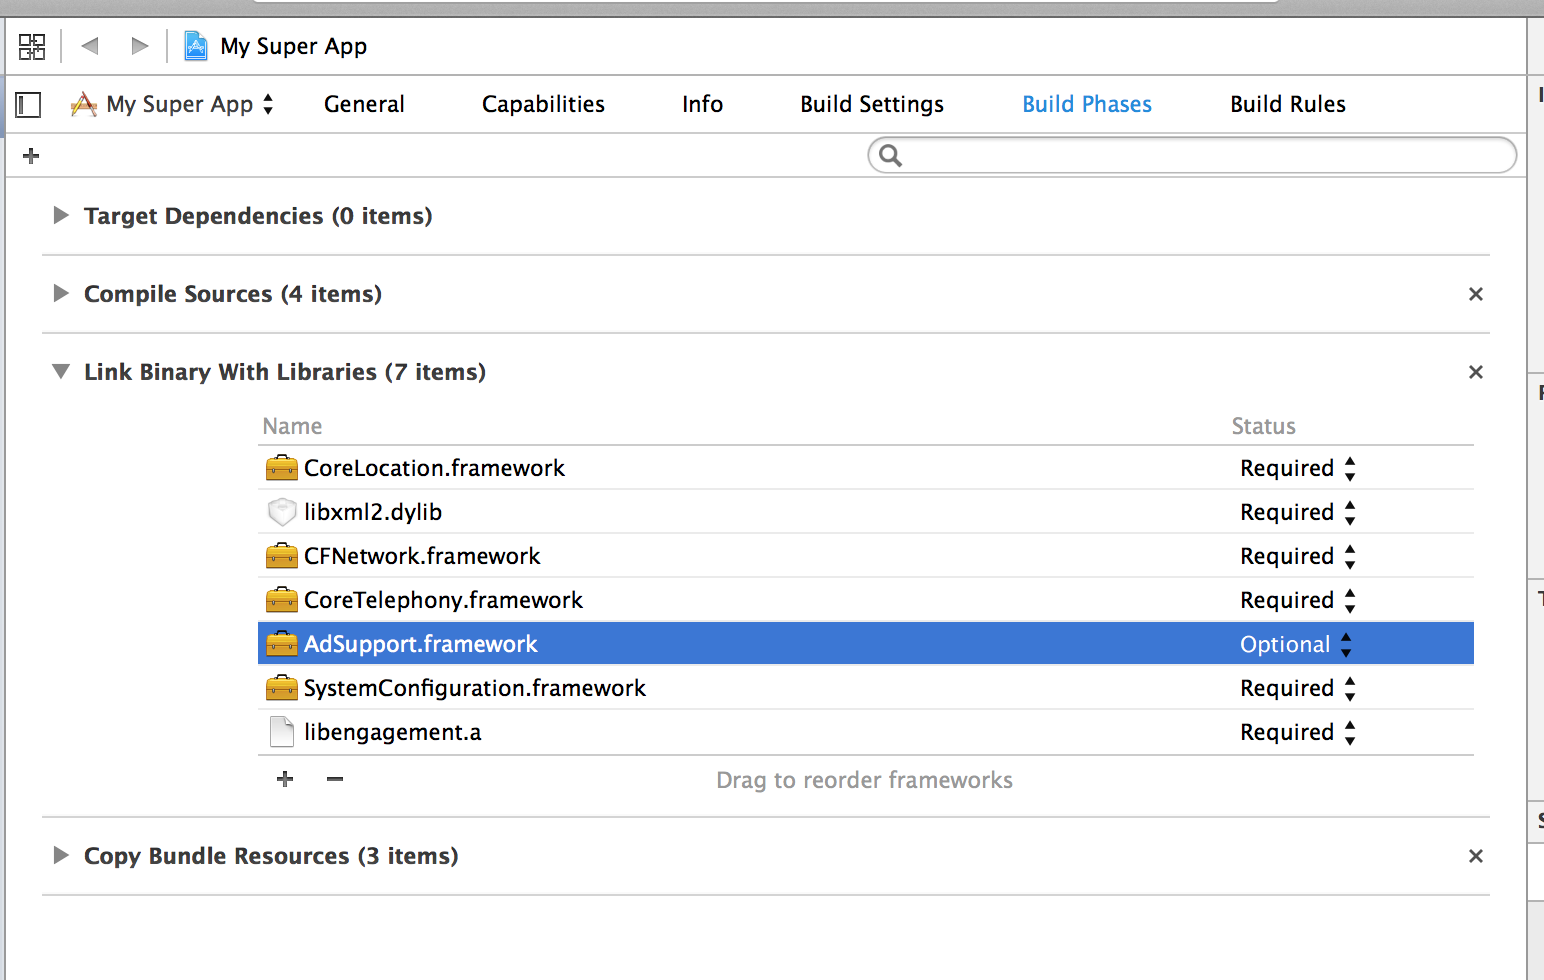 My Super App
My Super App General Capabilities Info Build Settings Build Phases Build Rules
Target Dependencies (0 items)
Compile Sources (4 items)
Link Binary With Libraries (7 items)
Name Status
CoreLocation.framework Required
libxml2.dylib Required
CFNetwork.framework Required
CoreTelephony.framework Required
AdSupport.framework Optional
SystemConfiguration.framework Required
libengagement.a Required
Drag to reorder frameworks
Copy Bundle Resources (3 items)